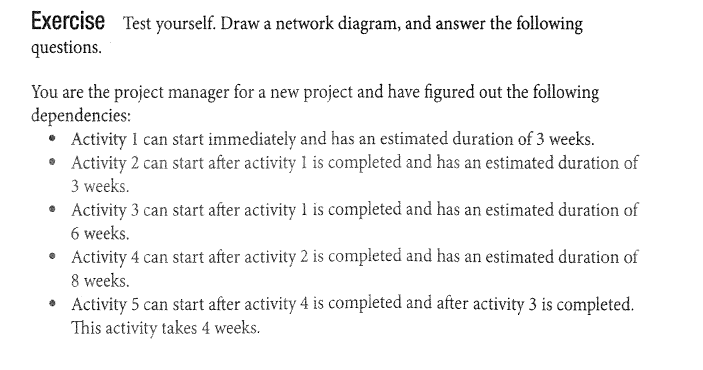 Exercise Test yourself. Draw a network diagram, and answer the following
questions.
You are the project manager for a new project and have figured out the following
dependencies:
• Activity 1 can start immediately and has an estimated duration of 3 weeks.
• Activity 2 can start after activity 1 is completed and has an estimated duration of
3 weeks.
• Activity 3 can start after activity 1 is completed and has an estimated duration of
6 weeks.
• Activity 4 can start after activity 2 is completed and has an estimated duration of
8 weeks.
• Activity 5 can start after activity 4 is completed and after activity 3 is completed.
This activity takes 4 weeks.